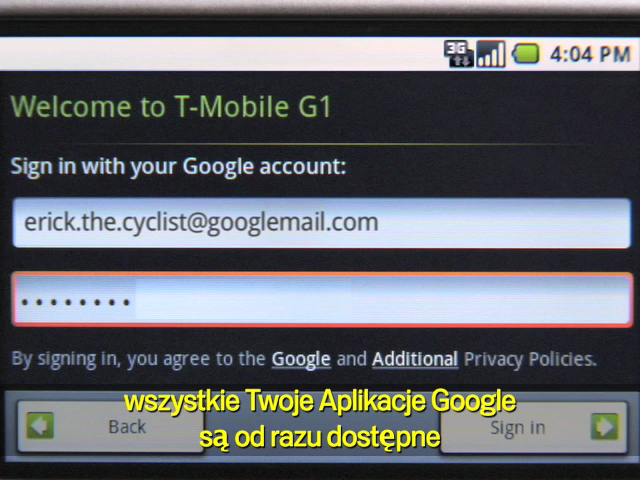 3G 4:04 PM
Welcome to T-Mobile G1
Sign in with your Google account:
erick.the.cyclist@googlemail.com
••••••••
By signing in, you agree to the Google and Additional Privacy Policies.
wszystkie Twoje Aplikacje Google
Back
są od razu dostępne
Sign in